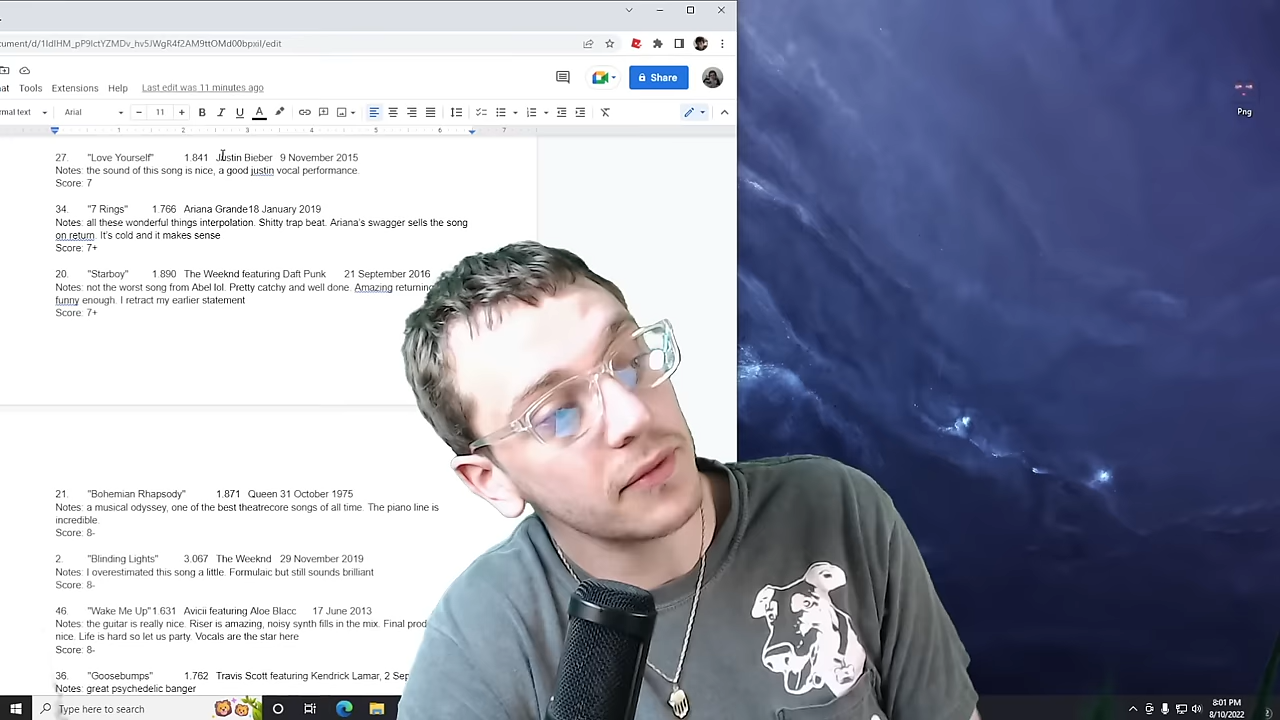 ument/d/1IdIHM_pP9IctYZMDv_hv5JWgR4f2AM9ttOMd00bpxiI/edit
Tools Extensions Help Last edit was 11 minutes ago
Share
Arial 11
1 2 3 4 5 6 7
27. "Love Yourself" 1.841 Justin Bieber 9 November 2015
Notes: the sound of this song is nice, a good justin vocal performance.
Score: 7
34. "7 Rings" 1.766 Ariana Grande18 January 2019
Notes: all these wonderful things interpolation. Shitty trap beat. Ariana's swagger sells the song
on return. It's cold and it makes sense
Score: 7+
20. "Starboy" 1.890 The Weeknd featuring Daft Punk 21 September 2016
Notes: not the worst song from Abel lol. Pretty catchy and well done. Amazing returning
funny enough. I retract my earlier statement
Score: 7+
21. "Bohemian Rhapsody" 1.871 Queen 31 October 1975
Notes: a musical odyssey, one of the best theatrecore songs of all time. The piano line is
incredible.
Score: 8-
2. "Blinding Lights" 3.067 The Weeknd 29 November 2019
Notes: I overestimated this song a little. Formulaic but still sounds brilliant
Score: 8-
46. "Wake Me Up" 1.631 Avicii featuring Aloe Blacc 17 June 2013
Notes: the guitar is really nice. Riser is amazing, noisy synth fills in the mix. Final prod
nice. Life is hard so let us party. Vocals are the star here
Score: 8-
36. "Goosebumps" 1.762 Travis Scott featuring Kendrick Lamar, 2 Sep
Notes: great psychedelic banger
Png
Type here to search
8:01 PM
8/10/2022